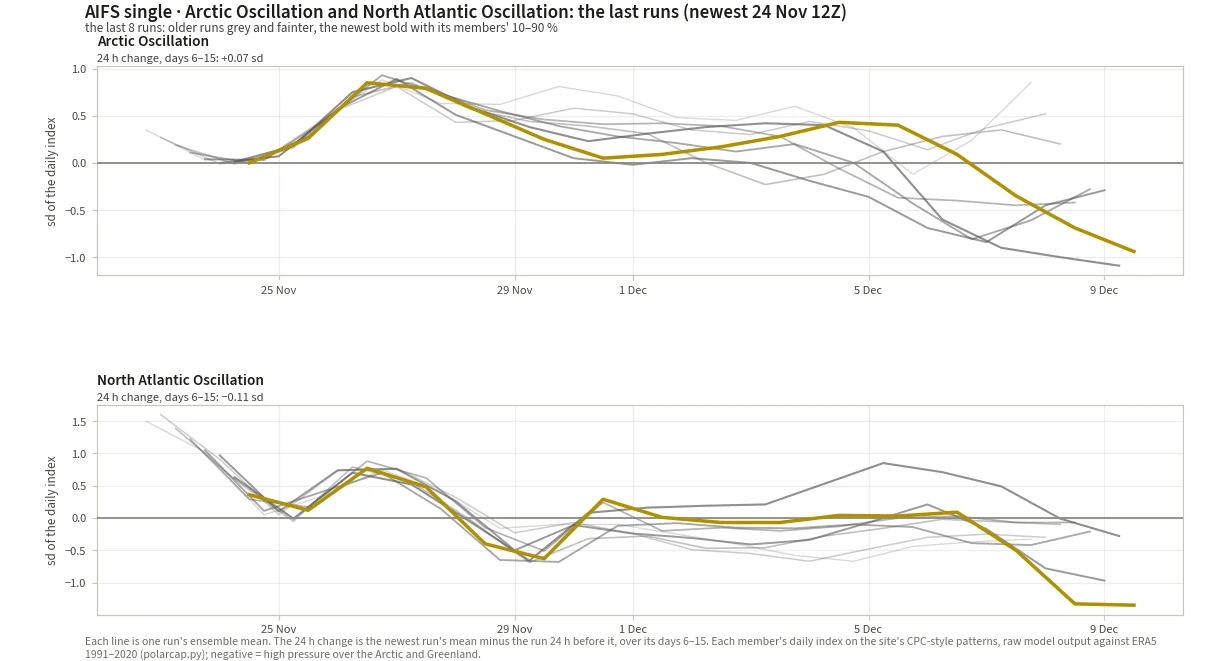 AIFS single · Arctic Oscillation and North Atlantic Oscillation: the last runs (newest 24 Nov 12Z)
the last 8 runs: older runs grey and fainter, the newest bold with its members' 10–90 %
Arctic Oscillation
24 h change, days 6–15: +0.07 sd
sd of the daily index
1.0
0.5
0.0
−0.5
−1.0
25 Nov
29 Nov
1 Dec
5 Dec
9 Dec
North Atlantic Oscillation
24 h change, days 6–15: −0.11 sd
sd of the daily index
1.5
1.0
0.5
0.0
−0.5
−1.0
25 Nov
29 Nov
1 Dec
5 Dec
9 Dec
Each line is one run's ensemble mean. The 24 h change is the newest run's mean minus the run 24 h before it, over its days 6–15. Each member's daily index on the site's CPC-style patterns, raw model output against ERA5
1991–2020 (polarcap.py); negative = high pressure over the Arctic and Greenland.